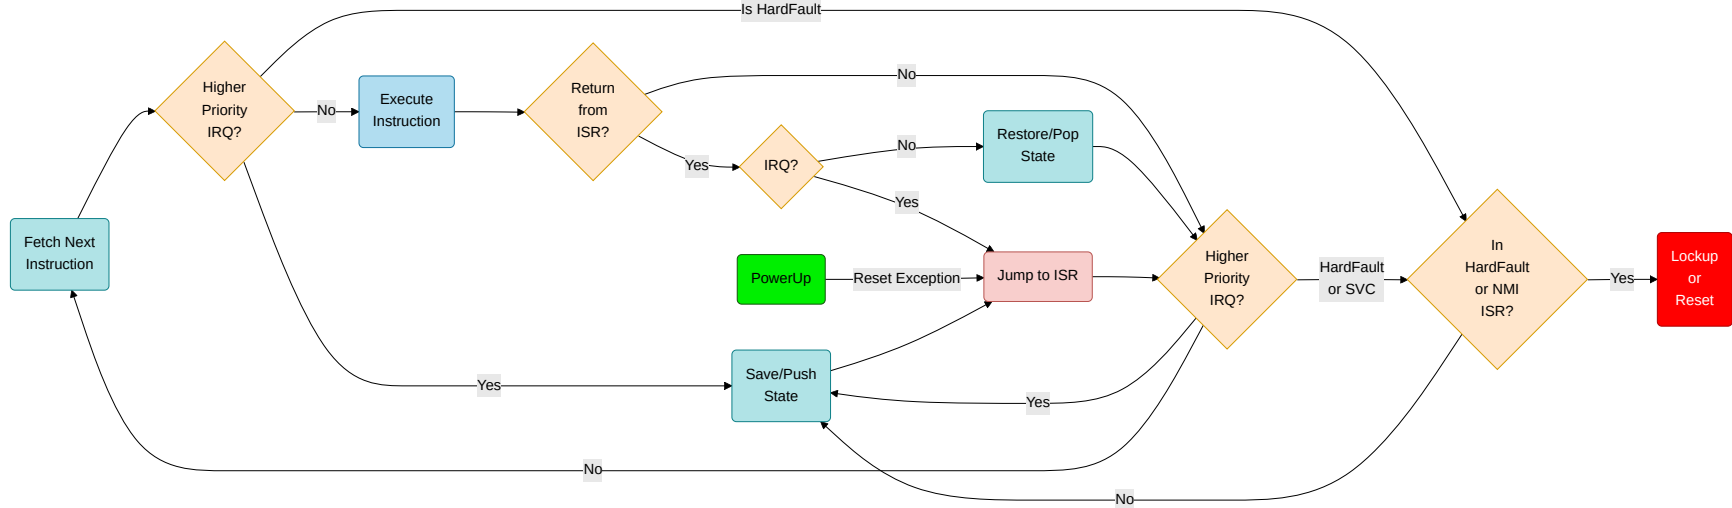 Is HardFault
Higher
Priority
IRQ?
No
Execute
Instruction
Return
from
ISR?
No
Yes
IRQ?
No
Restore/Pop
State
Yes
Fetch Next
Instruction
PowerUp
Reset Exception
Jump to ISR
Higher
Priority
IRQ?
HardFault
or SVC
In
HardFault
or NMI
ISR?
Yes
Lockup
or
Reset
Yes
Save/Push
State
Yes
No
No